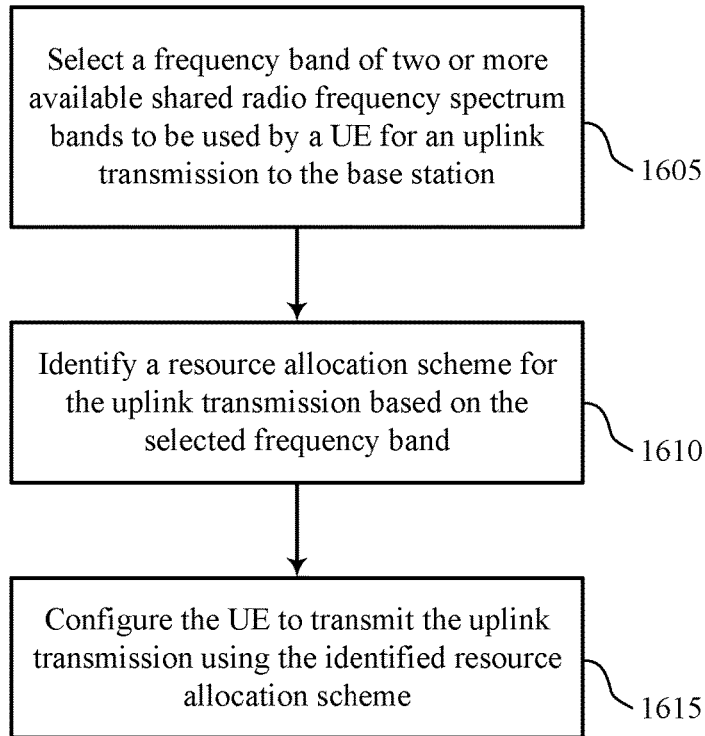 Select a frequency band of two or more
available shared radio frequency spectrum
bands to be used by a UE for an uplink
transmission to the base station
1605
Identify a resource allocation scheme for
the uplink transmission based on the
selected frequency band
1610
Configure the UE to transmit the uplink
transmission using the identified resource
allocation scheme
1615